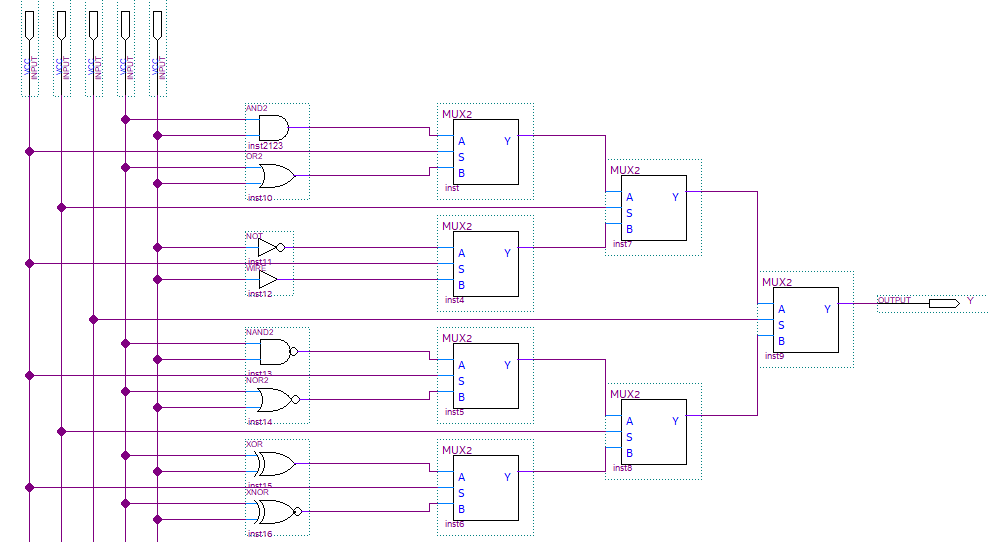 VCC INPUT
VCC INPUT
VCC INPUT
VCC INPUT
VCC INPUT
AND2
inst2123
OR2
inst10
MUX2
A
S
B
Y
inst
MUX2
A
S
B
Y
inst7
NOT
inst11
WIRE
inst12
MUX2
A
S
B
Y
inst4
MUX2
A
S
B
Y
inst9
OUTPUT
Y
NAND2
inst13
NOR2
inst14
MUX2
A
S
B
Y
inst5
MUX2
A
S
B
Y
inst8
XOR
inst15
XNOR
inst16
MUX2
A
S
B
Y
inst6